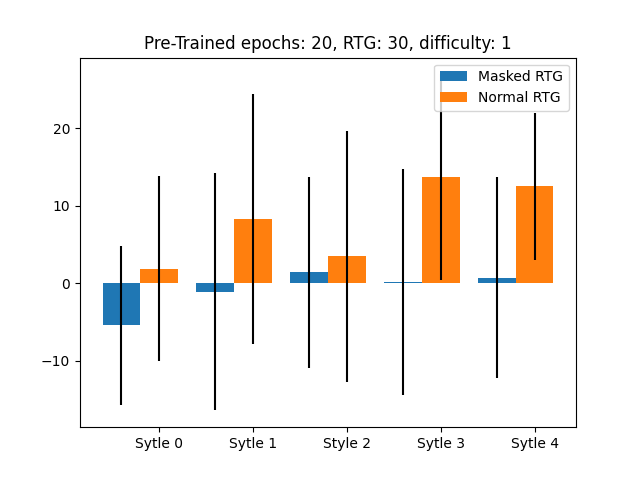 Pre-Trained epochs: 20, RTG: 30, difficulty: 1
Masked RTG
Normal RTG
20
10
0
−10
Sytle 0
Sytle 1
Style 2
Sytle 3
Sytle 4